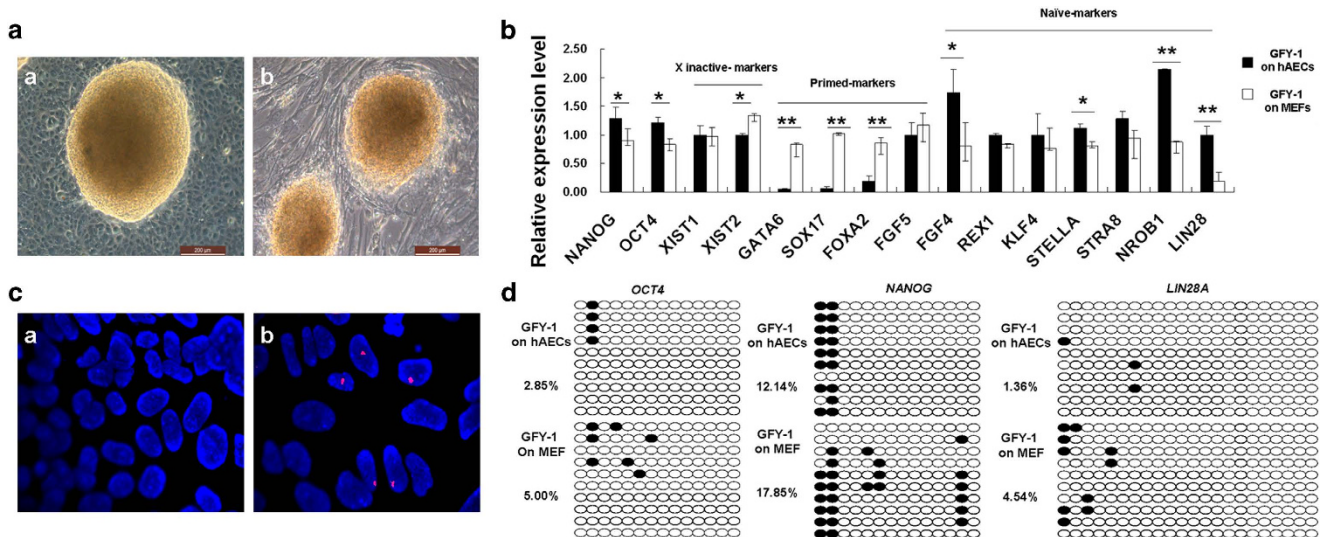 a
a
200 µm
b
200 µm
b
Naïve-markers
X inactive- markers
Primed-markers
GFY-1
on hAECs
GFY-1
on MEFs
Relative expression level
2.50
2.00
1.50
1.00
0.50
0.00
* * * ** ** ** * * ** **
NANOG
OCT4
XIST1
XIST2
GATA6
SOX17
FOXA2
FGF5
FGF4
REX1
KLF4
STELLA
STRA8
NROB1
LIN28
c
a
b
d
OCT4
GFY-1
on hAECs
2.85%
GFY-1
On MEF
5.00%
NANOG
GFY-1
on hAECs
12.14%
GFY-1
on MEF
17.85%
LIN28A
GFY-1
on hAECs
1.36%
GFY-1
on MEF
4.54%